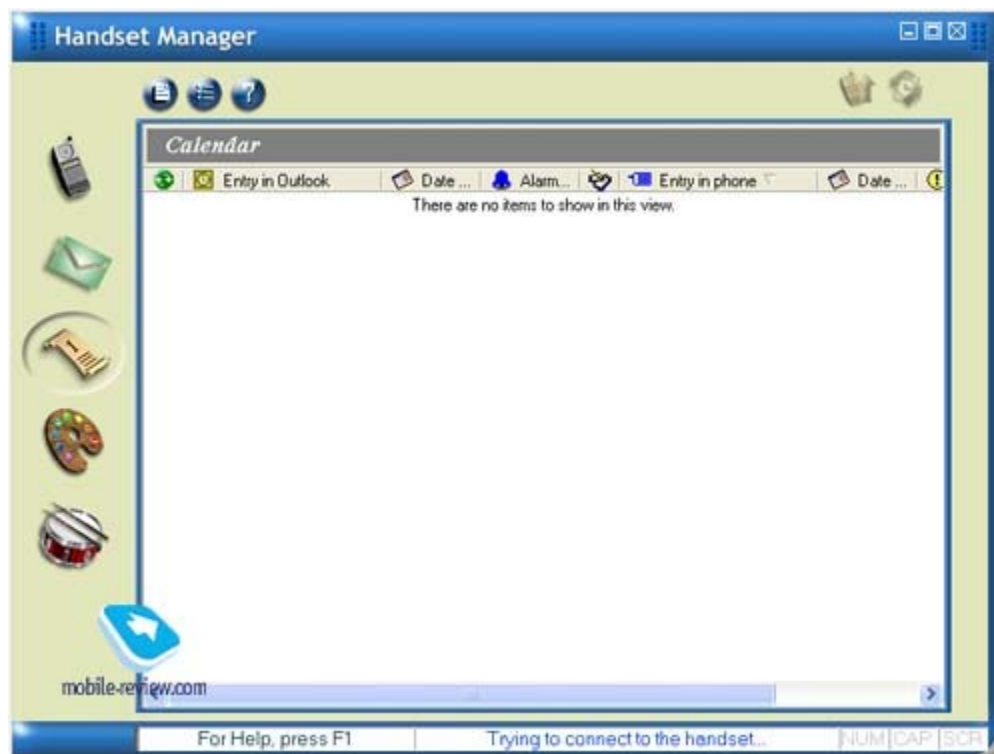 Handset Manager
Calendar
Entry in Outlook Date ... Alarm... Entry in phone Date ...
There are no items to show in this view.
mobile-review.com
For Help, press F1 Trying to connect to the handset... NUM CAP SCR